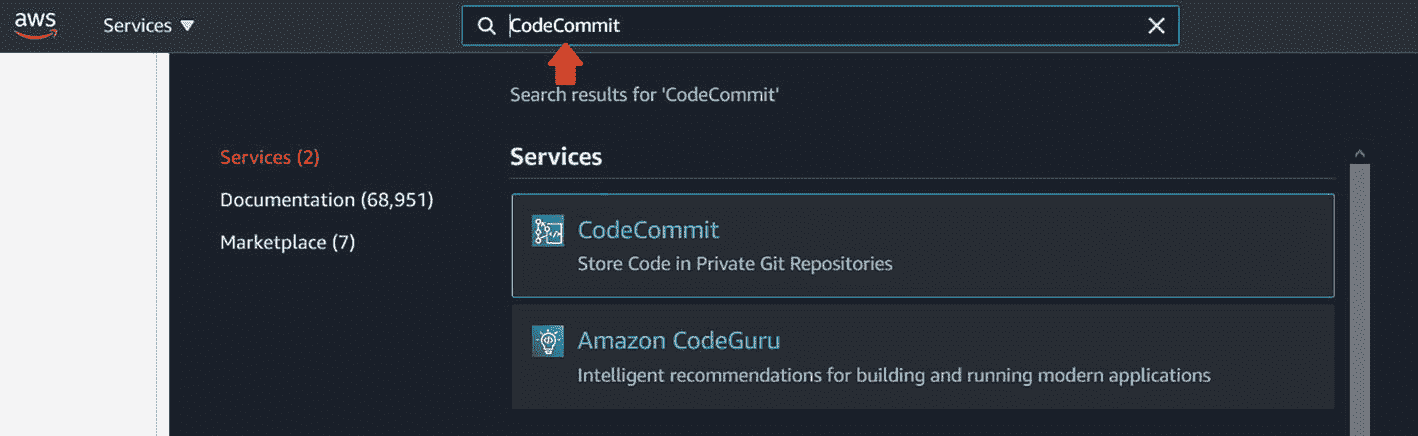 aws
Services ▼
CodeCommit
Search results for 'CodeCommit'
Services (2)
Documentation (68,951)
Marketplace (7)
Services
CodeCommit
Store Code in Private Git Repositories
Amazon CodeGuru
Intelligent recommendations for building and running modern applications